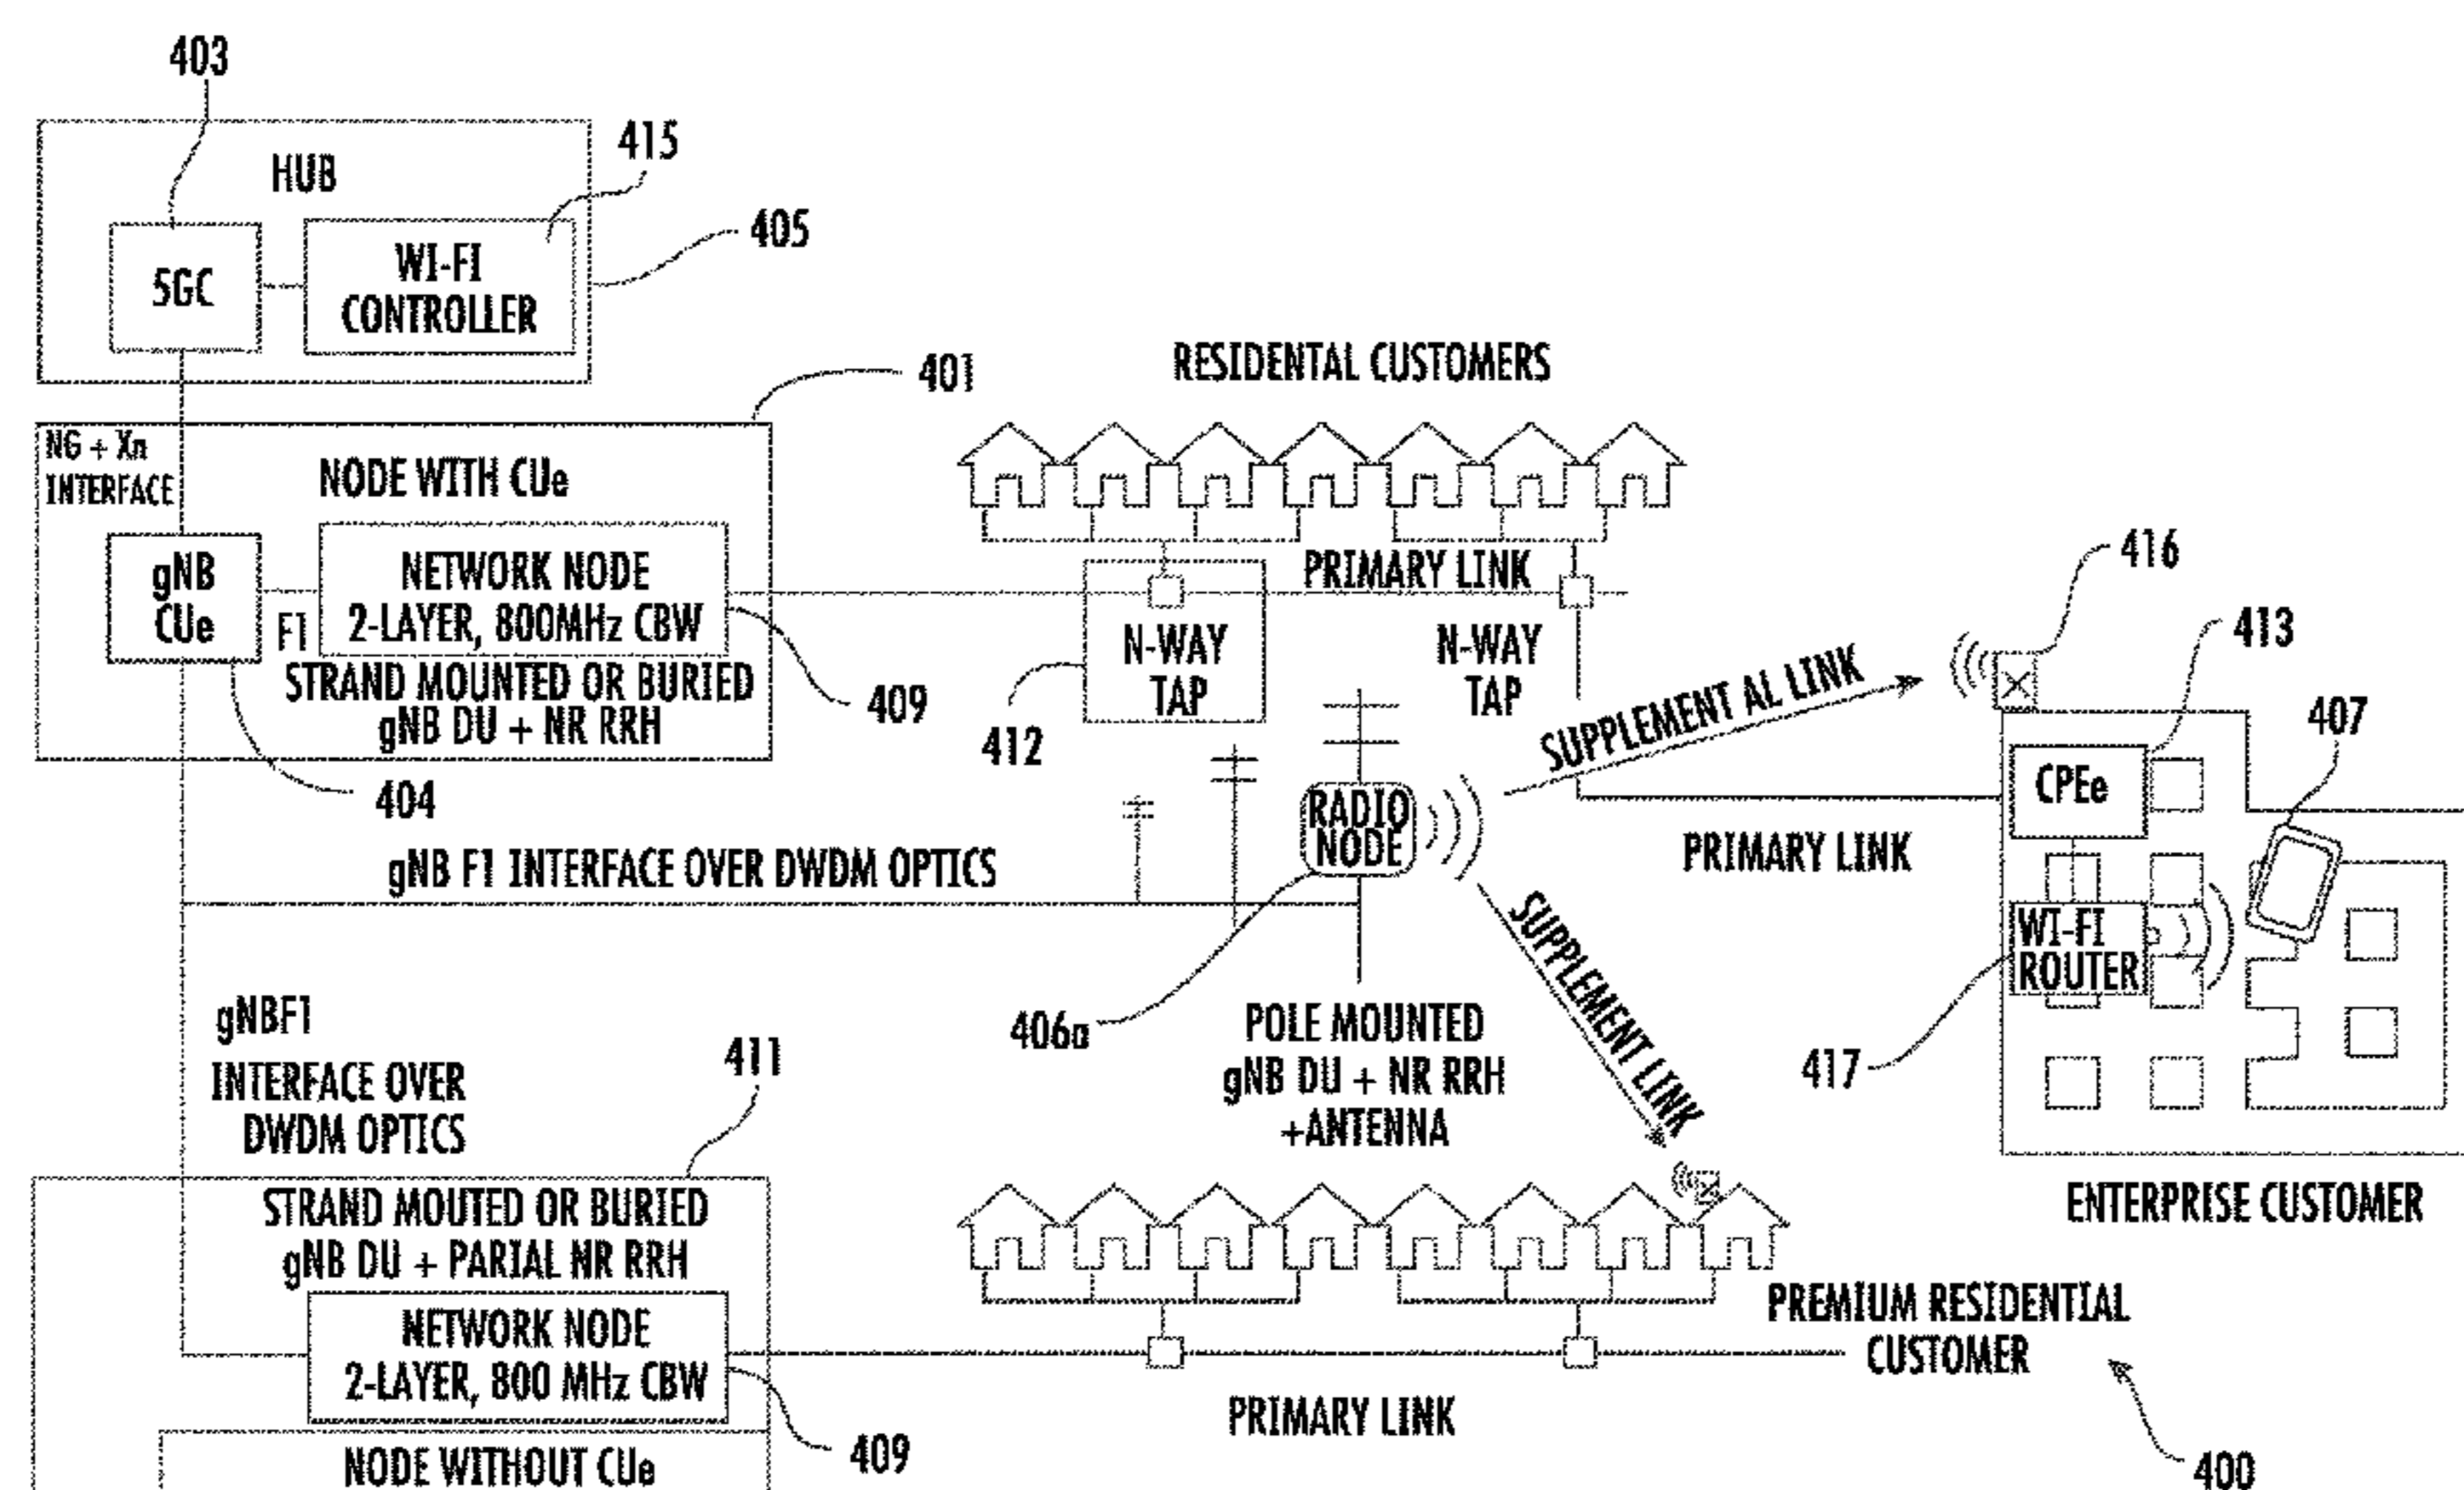 403
HUB
415
405
5GC
WI-FI
CONTROLLER
RESIDENTAL CUSTOMERS
401
NG + Xn
INTERFACE
NODE WITH CUe
gNB
CUe
F1
NETWORK NODE
2-LAYER, 800MHz CBW
STRAND MOUNTED OR BURIED
gNB DU + NR RRH
409
404
PRIMARY LINK
N-WAY
TAP
412
N-WAY
TAP
SUPPLEMENT AL LINK
416
413
407
CPEe
RADIO
NODE
PRIMARY LINK
gNB F1 INTERFACE OVER DWDM OPTICS
SUPPLEMENT LINK
WI-FI
ROUTER
417
406a
POLE MOUNTED
gNB DU + NR RRH
+ANTENNA
gNBF1
INTERFACE OVER
DWDM OPTICS
411
STRAND MOUTED OR BURIED
gNB DU + PARIAL NR RRH
NETWORK NODE
2-LAYER, 800 MHz CBW
409
NODE WITHOUT CUe
PRIMARY LINK
ENTERPRISE CUSTOMER
PREMIUM RESIDENTIAL
CUSTOMER
400